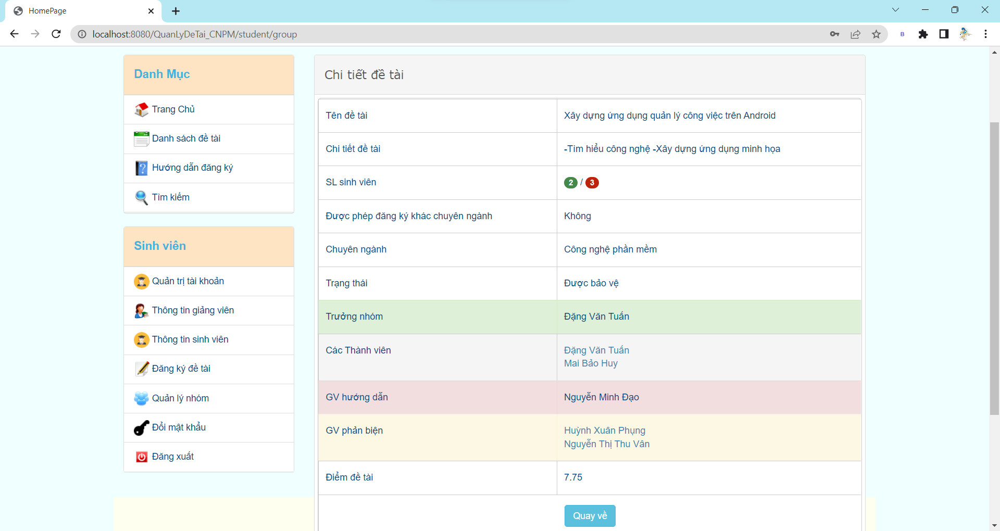 HomePage
localhost:8080/QuanLyDeTai_CNPM/student/group
B
Danh Mục
Trang Chủ
Danh sách đề tài
Hướng dẫn đăng ký
Tìm kiếm
Sinh viên
Quản trị tài khoản
Thông tin giảng viên
Thông tin sinh viên
Đăng ký đề tài
Quản lý nhóm
Đổi mật khẩu
Đăng xuất
Chi tiết đề tài
Tên đề tài Xây dựng ứng dụng quản lý công việc trên Android
Chi tiết đề tài -Tìm hiểu công nghệ -Xây dựng ứng dụng minh họa
SL sinh viên 2 / 3
Được phép đăng ký khác chuyên ngành Không
Chuyên ngành Công nghệ phần mềm
Trạng thái Được bảo vệ
Trưởng nhóm Đặng Văn Tuấn
Các Thành viên Đặng Văn Tuấn
Mai Bảo Huy
GV hướng dẫn Nguyễn Minh Đạo
GV phản biện Huỳnh Xuân Phụng
Nguyễn Thị Thu Vân
Điểm đề tài 7.75
Quay về